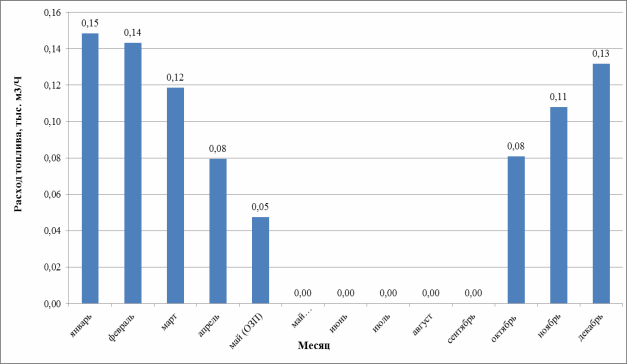 Расход топлива, тыс. м3/Ч
0,16
0,14
0,12
0,10
0,08
0,06
0,04
0,02
0,00
0,15
0,14
0,12
0,08
0,05
0,00
0,00
0,00
0,00
0,00
0,08
0,11
0,13
январь
февраль
март
апрель
май (ОЗП)
май…
июнь
июль
август
сентябрь
октябрь
ноябрь
декабрь
Месяц